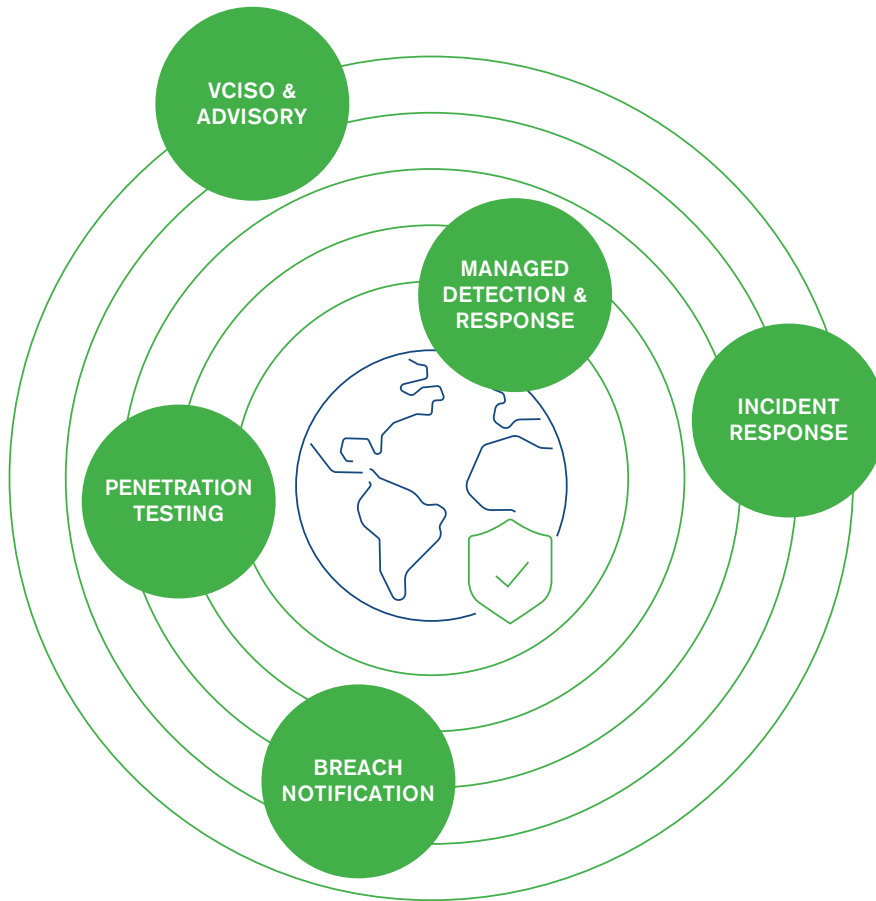 VCISO &
ADVISORY
MANAGED
DETECTION &
RESPONSE
INCIDENT
RESPONSE
PENETRATION
TESTING
BREACH
NOTIFICATION